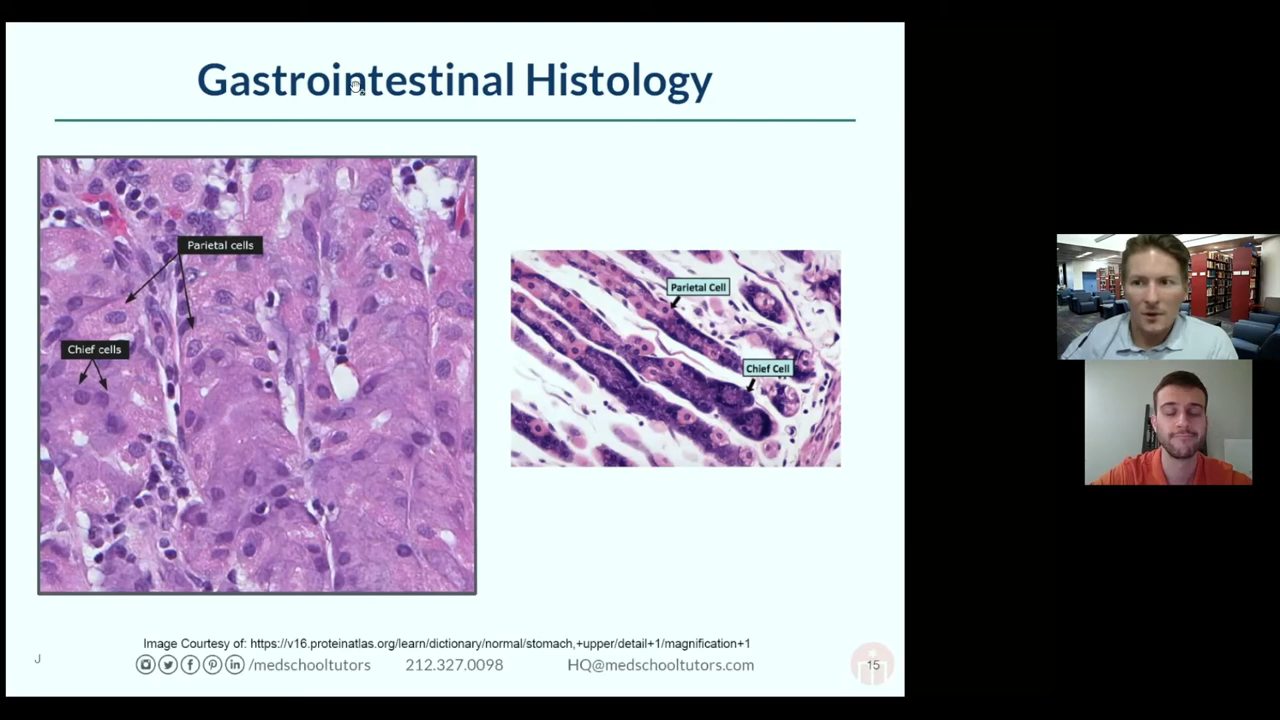 Gastrointestinal Histology
Parietal cells
Chief cells
Parietal Cell
Chief Cell
Image Courtesy of: https://v16.proteinatlas.org/learn/dictionary/normal/stomach,+upper/detail+1/magnification+1
J
/medschooltutors 212.327.0098 HQ@medschooltutors.com
15